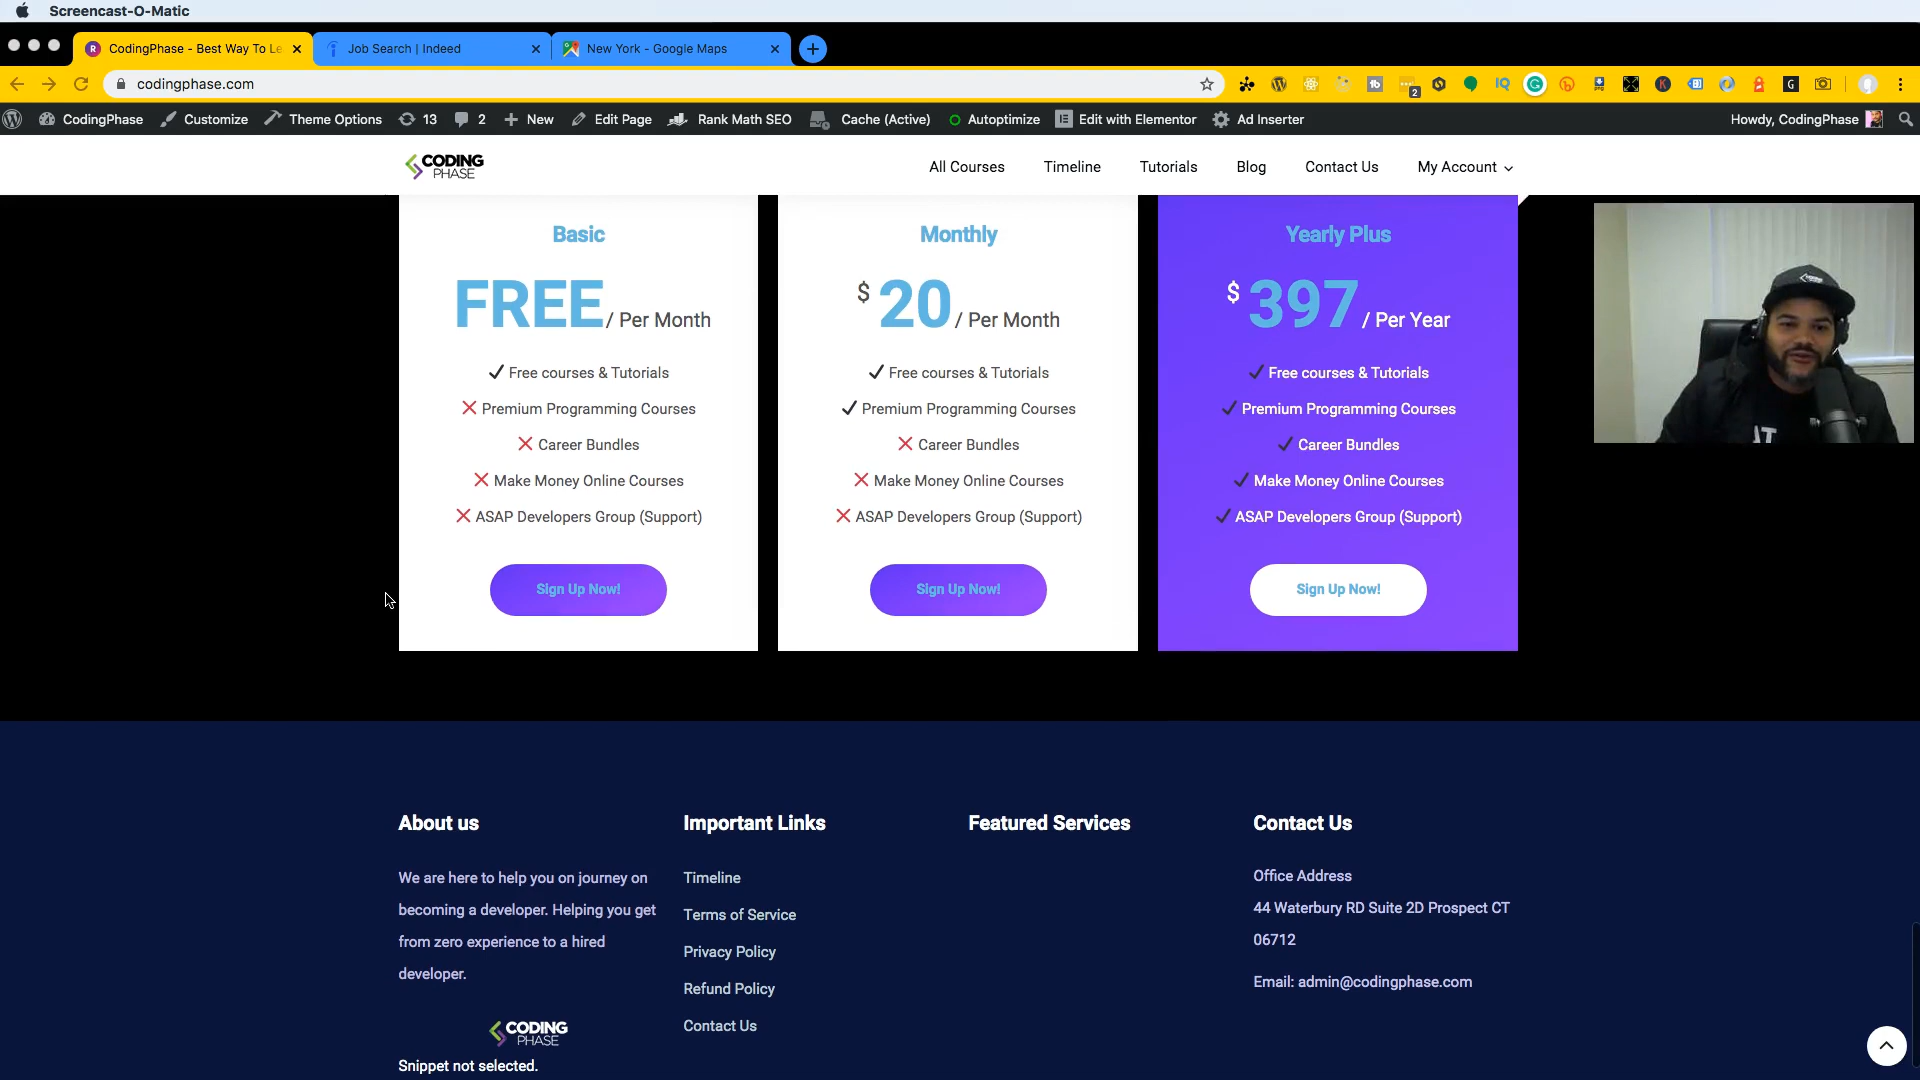 Screencast-O-Matic
CodingPhase - Best Way To Le
Job Search | Indeed
New York - Google Maps
codingphase.com
2
CodingPhase
Customize
Theme Options
13
2
New
Edit Page
Rank Math SEO
Cache (Active)
Autoptimize
Edit with Elementor
Ad Inserter
Howdy, CodingPhase
CODING
PHASE
All Courses
Timeline
Tutorials
Blog
Contact Us
My Account
Basic
FREE / Per Month
Free courses & Tutorials
Premium Programming Courses
Career Bundles
Make Money Online Courses
ASAP Developers Group (Support)
Sign Up Now!
Monthly
$ 20 / Per Month
Free courses & Tutorials
Premium Programming Courses
Career Bundles
Make Money Online Courses
ASAP Developers Group (Support)
Sign Up Now!
Yearly Plus
$ 397 / Per Year
Free courses & Tutorials
Premium Programming Courses
Career Bundles
Make Money Online Courses
ASAP Developers Group (Support)
Sign Up Now!
About us
We are here to help you on journey on
becoming a developer. Helping you get
from zero experience to a hired
developer.
CODING
PHASE
Snippet not selected.
Important Links
Timeline
Terms of Service
Privacy Policy
Refund Policy
Contact Us
Featured Services
Contact Us
Office Address
44 Waterbury RD Suite 2D Prospect CT
06712
Email: admin@codingphase.com